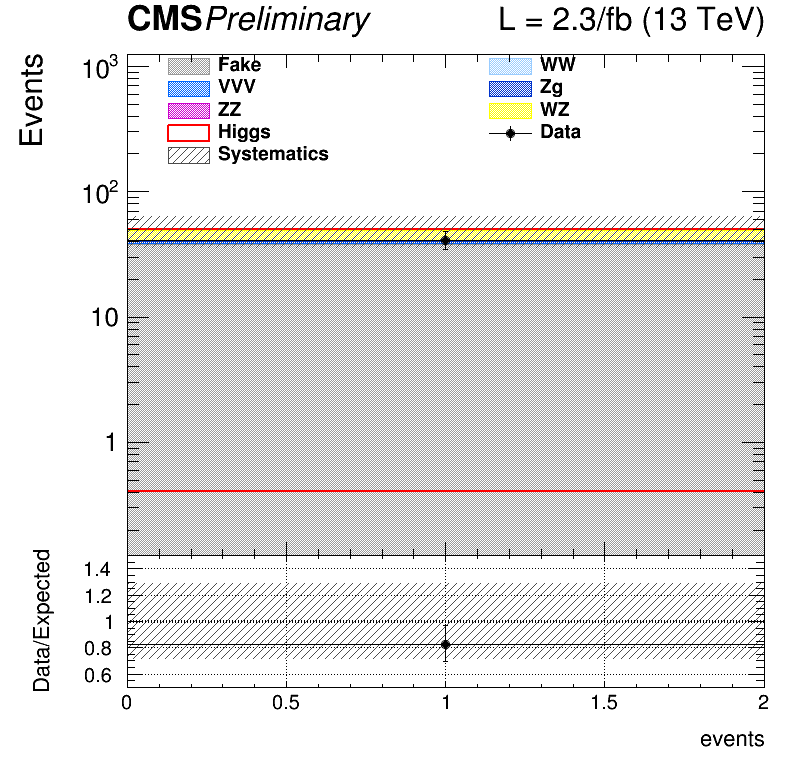 CMS Preliminary L = 2.3/fb (13 TeV)
Events
10³
10²
10
1
Fake WW
VVV Zg
ZZ WZ
Higgs Data
Systematics
Data/Expected
1.4
1.2
1
0.8
0.6
0 0.5 1 1.5 2
events